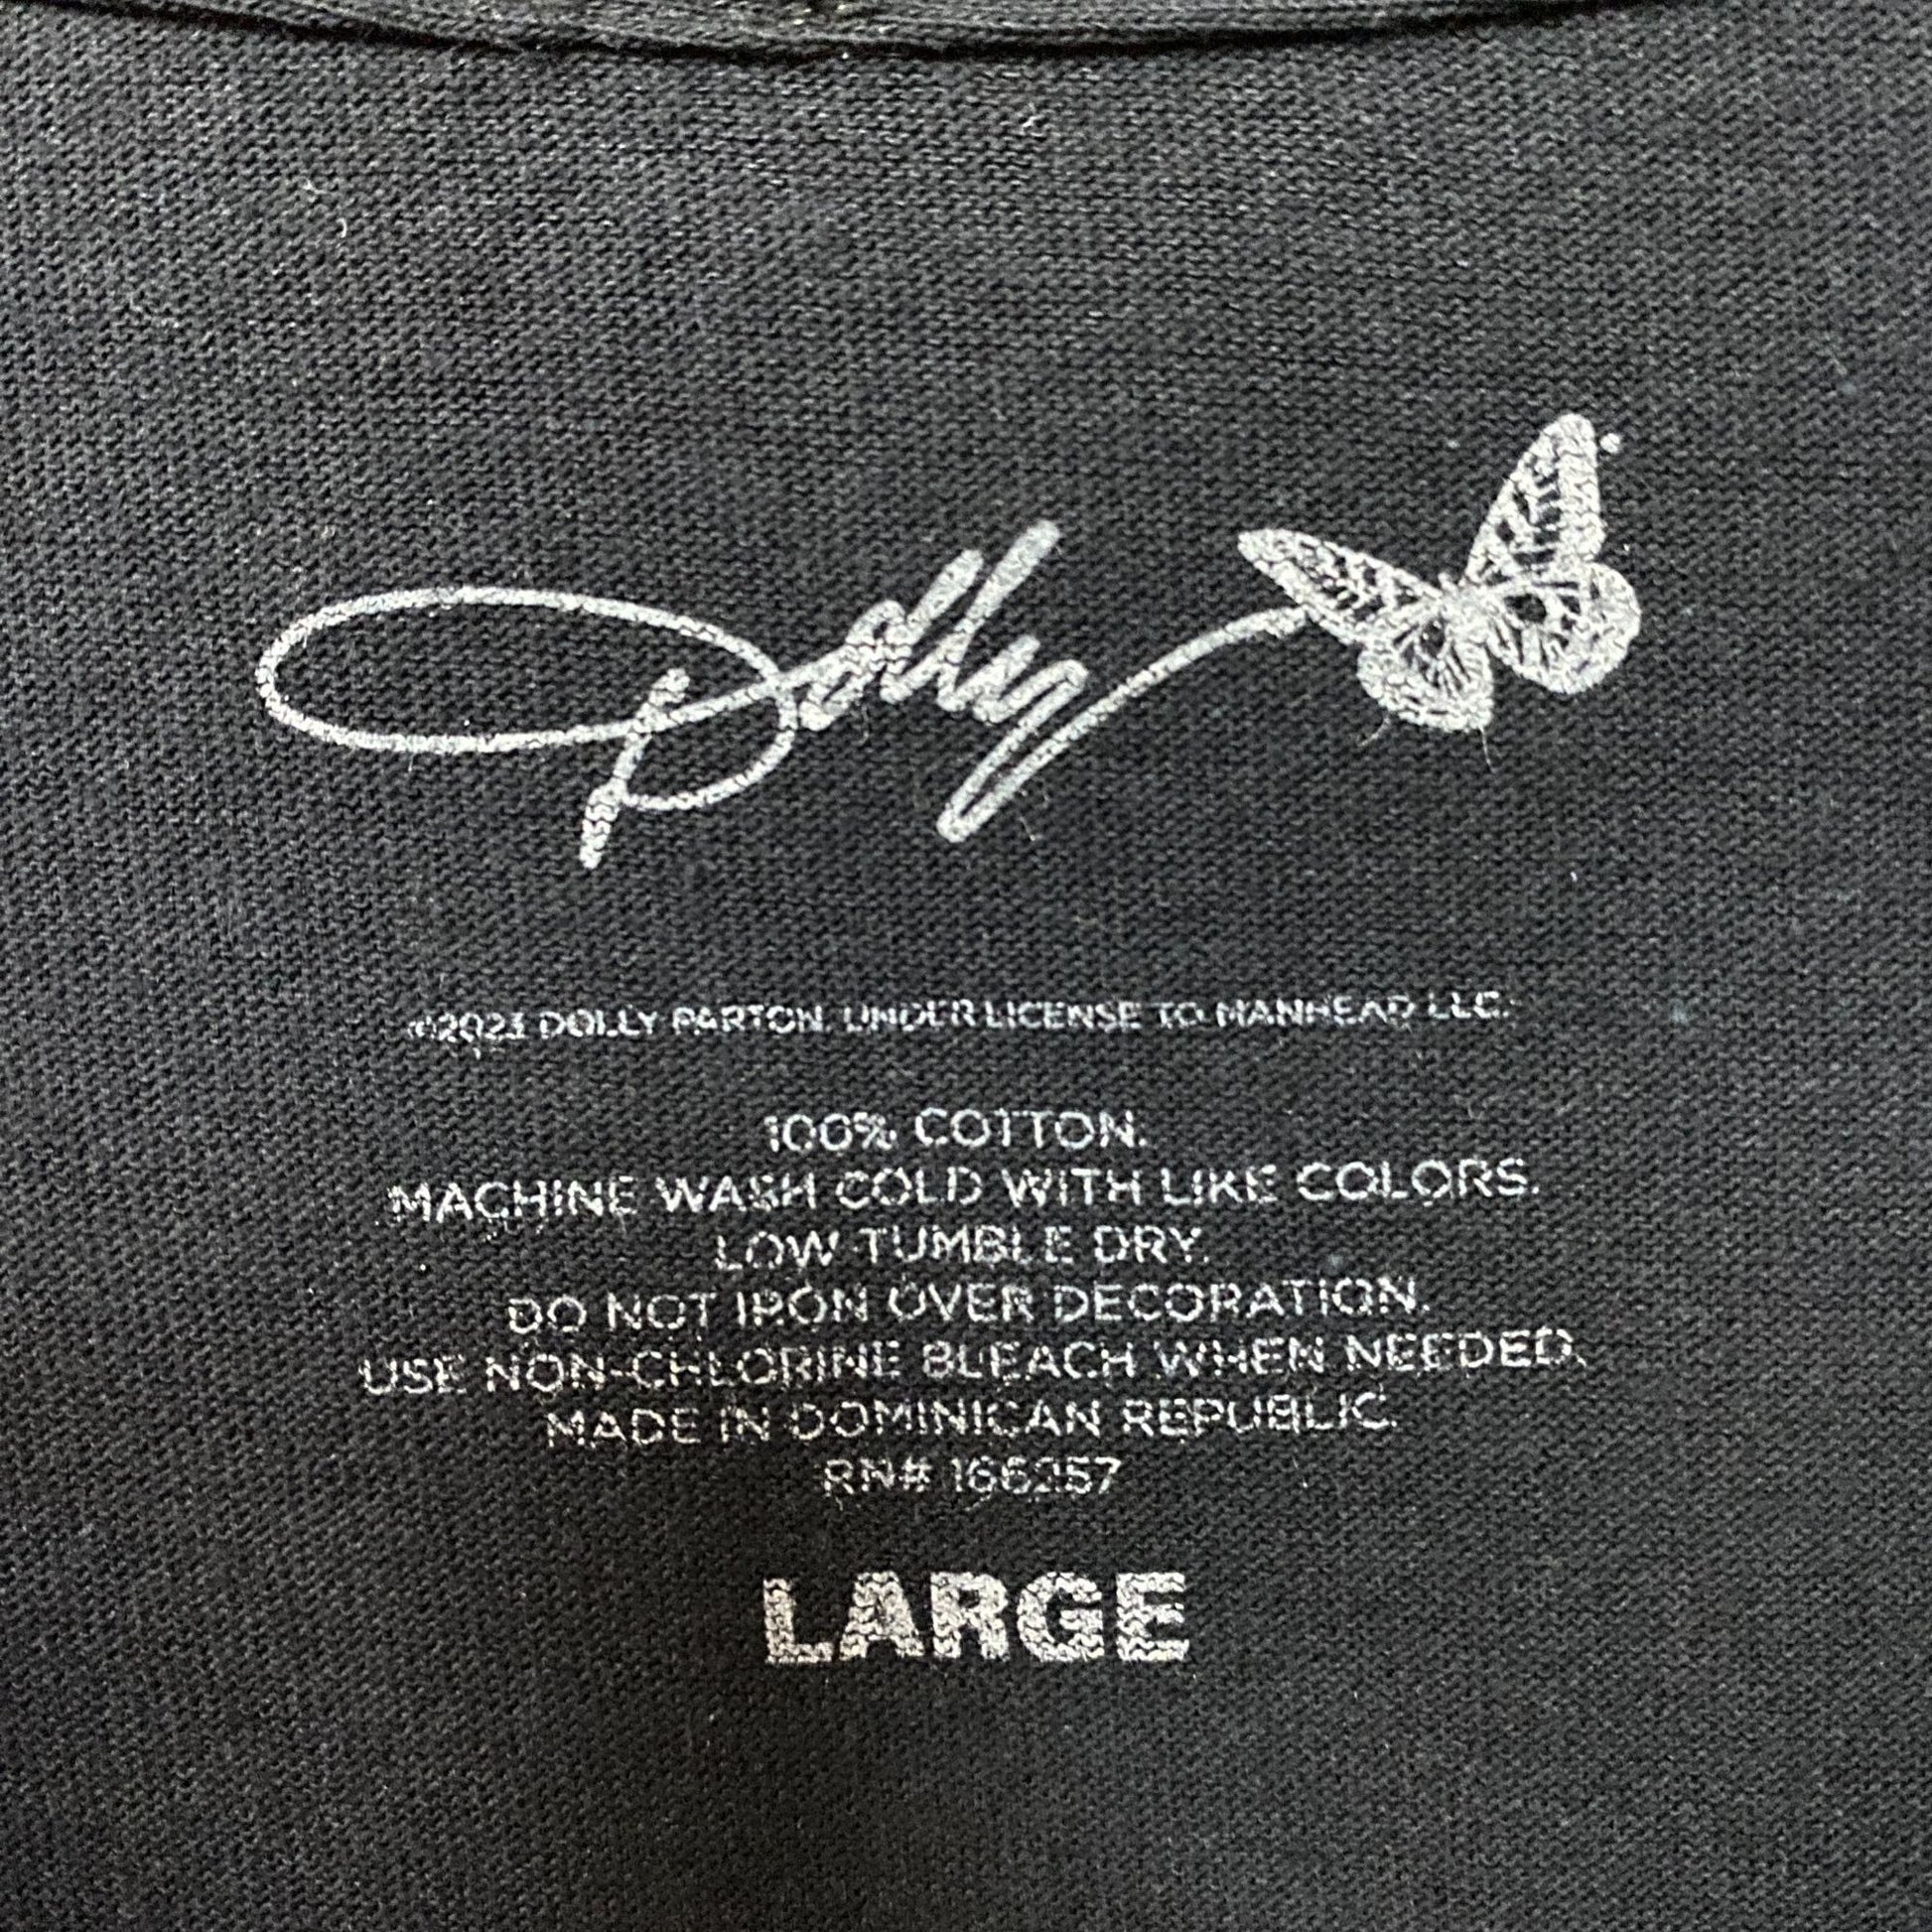 Dolly
©2023 DOLLY PARTON. UNDER LICENSE TO MANHEAD LLC.
100% COTTON.
MACHINE WASH COLD WITH LIKE COLORS.
LOW TUMBLE DRY.
DO NOT IRON OVER DECORATION.
USE NON-CHLORINE BLEACH WHEN NEEDED.
MADE IN DOMINICAN REPUBLIC.
RN# 166257
LARGE